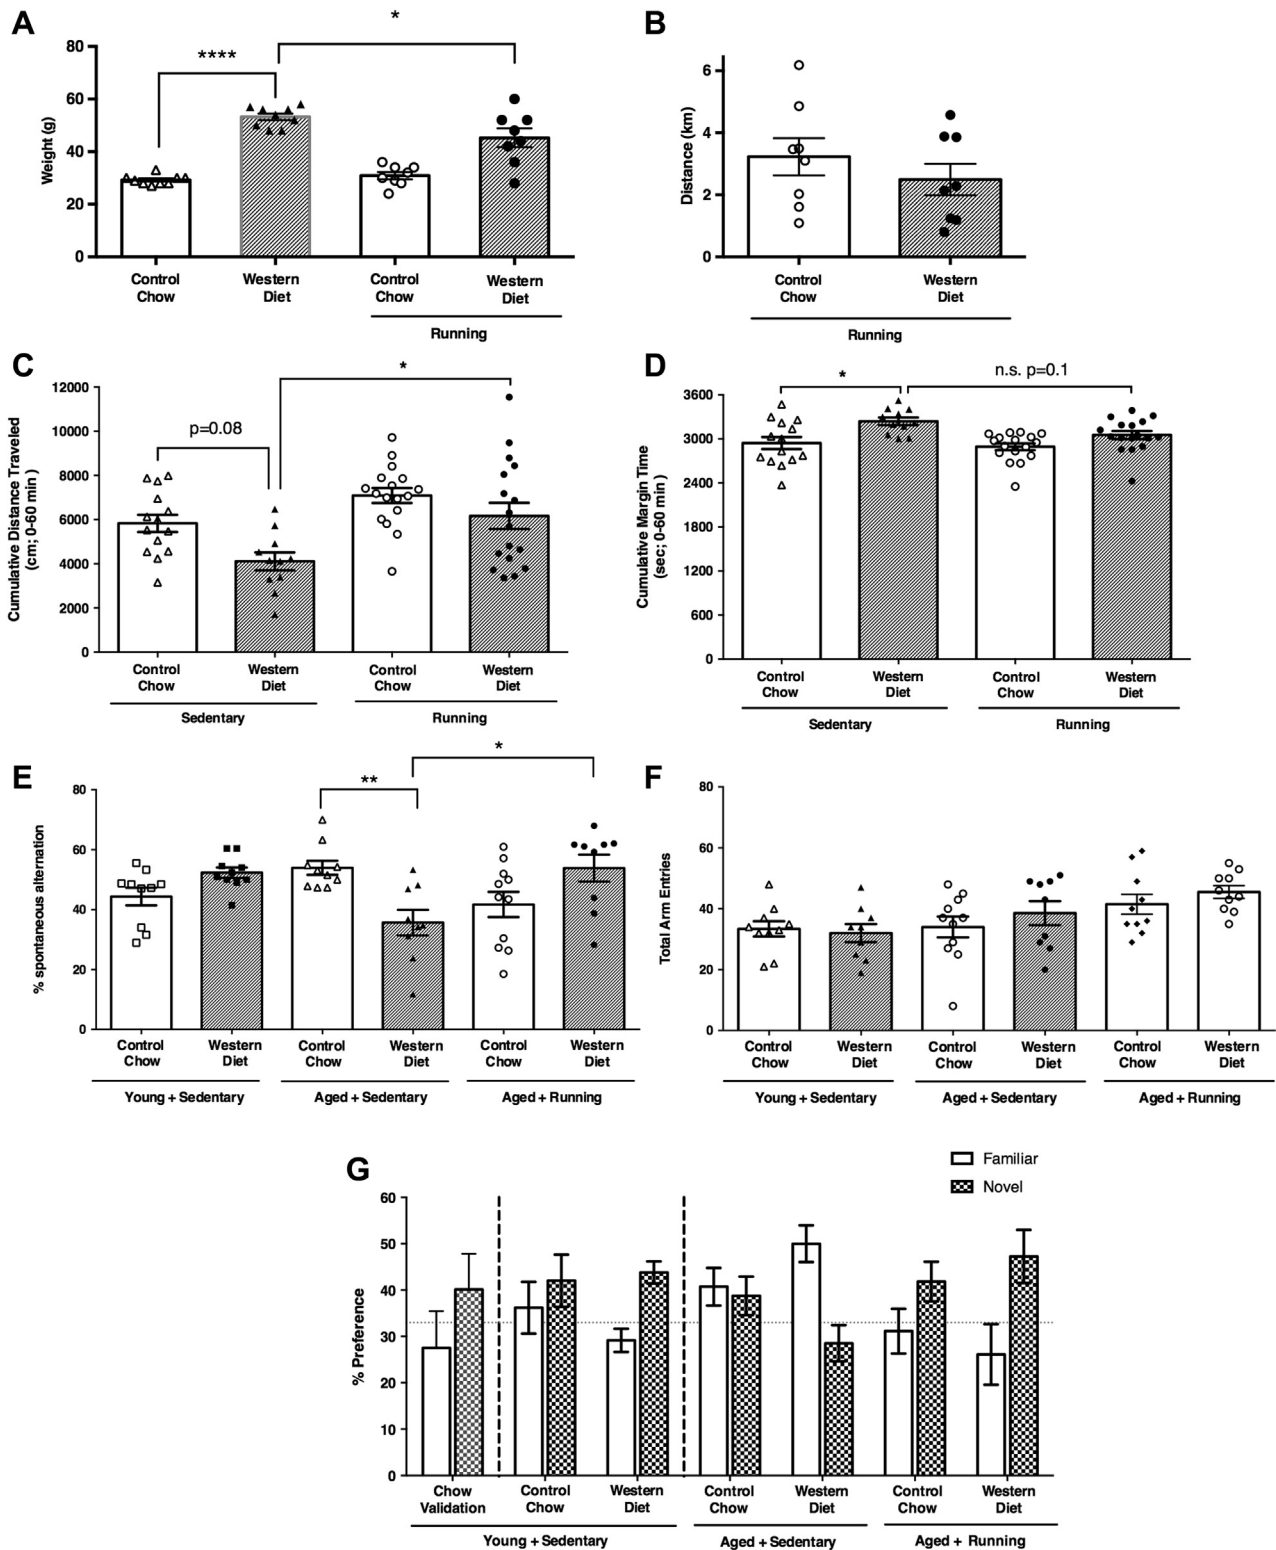 A
B
*
****
80
60
40
20
0
Weight (g)
Control
Chow
Western
Diet
Control
Chow
Western
Diet
Running
6
4
2
0
Distance (km)
Control
Chow
Western
Diet
Running
C
D
*
p=0.08
12000
10000
8000
6000
4000
2000
0
Cumulative Distance Traveled
(cm; 0-60 min )
Control
Chow
Western
Diet
Control
Chow
Western
Diet
Sedentary
Running
*
n.s. p=0.1
3600
3000
2400
1800
1200
600
0
Cumulative Margin Time
(sec; 0-60 min )
Control
Chow
Western
Diet
Control
Chow
Western
Diet
Sedentary
Running
E
F
*
**
80
60
40
20
0
% spontaneous alternation
Control
Chow
Western
Diet
Control
Chow
Western
Diet
Control
Chow
Western
Diet
Young + Sedentary
Aged + Sedentary
Aged + Running
80
60
40
20
0
Total Arm Entries
Control
Chow
Western
Diet
Control
Chow
Western
Diet
Control
Chow
Western
Diet
Young + Sedentary
Aged + Sedentary
Aged + Running
G
Familiar
Novel
60
50
40
30
20
10
0
% Preference
Chow
Validation
Control
Chow
Western
Diet
Control
Chow
Western
Diet
Control
Chow
Western
Diet
Young + Sedentary
Aged + Sedentary
Aged + Running